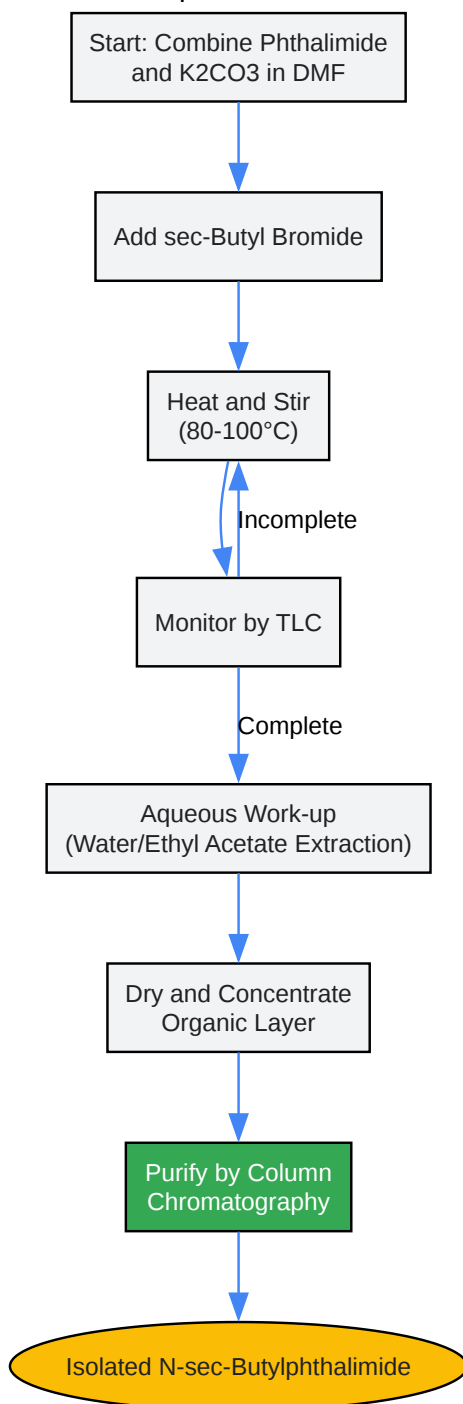 Start: Combine Phthalimide
and K2CO3 in DMF
Add sec-Butyl Bromide
Heat and Stir
(80-100°C)
Incomplete
Monitor by TLC
Complete
Aqueous Work-up
(Water/Ethyl Acetate Extraction)
Dry and Concentrate
Organic Layer
Purify by Column
Chromatography
Isolated N-sec-Butylphthalimide